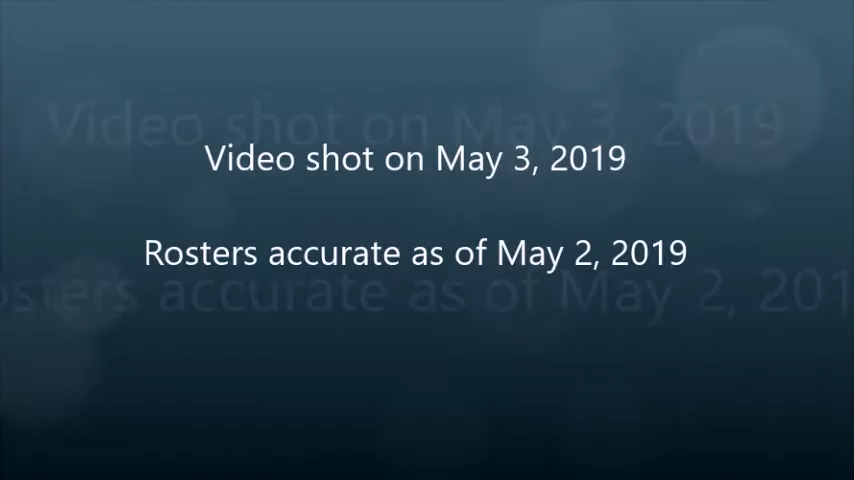 Video shot on May 3, 2019
Rosters accurate as of May 2, 2019